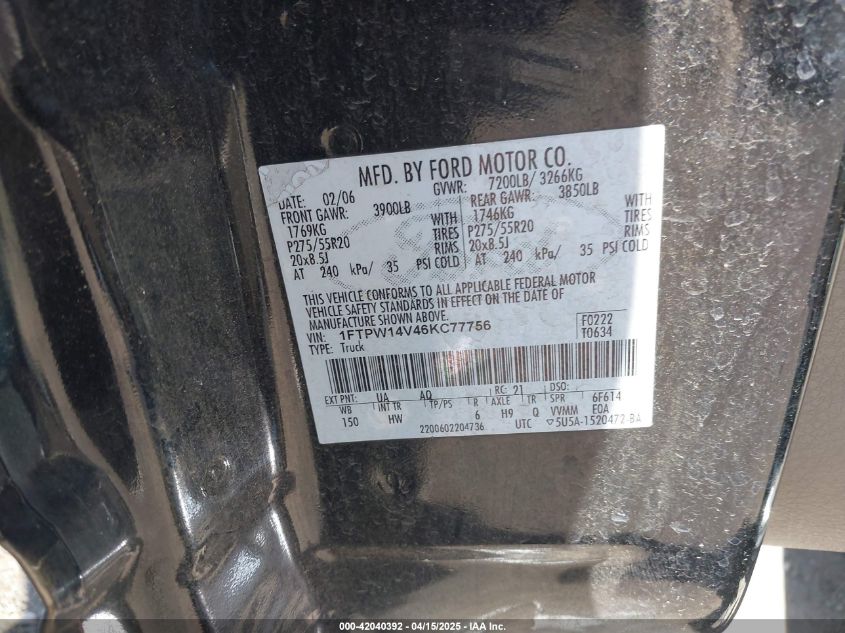 MFD. BY FORD MOTOR CO.
DATE: 02/06 GVWR: 7200LB/ 3266KG
FRONT GAWR: 3900LB REAR GAWR: 3850LB
1769KG WITH 1746KG WITH
P275/55R20 TIRES P275/55R20 TIRES
20x8.5J RIMS 20x8.5J RIMS
AT 240 kPa/ 35 PSI COLD AT 240 kPa/ 35 PSI COLD
THIS VEHICLE CONFORMS TO ALL APPLICABLE FEDERAL MOTOR
VEHICLE SAFETY STANDARDS IN EFFECT ON THE DATE OF
MANUFACTURE SHOWN ABOVE.
VIN: 1FTPW14V46KC77756 F0222
TYPE: Truck T0634
EXT PNT: UA AQ RC: 21 DSO:
WB INT TR TP/PS R AXLE TR SPR 6F614
150 HW 6 H9 Q VVMM EOA
2200602204736 UTC ▽5U5A-1520472-BA
000-42040392 - 04/15/2025 - IAA Inc.